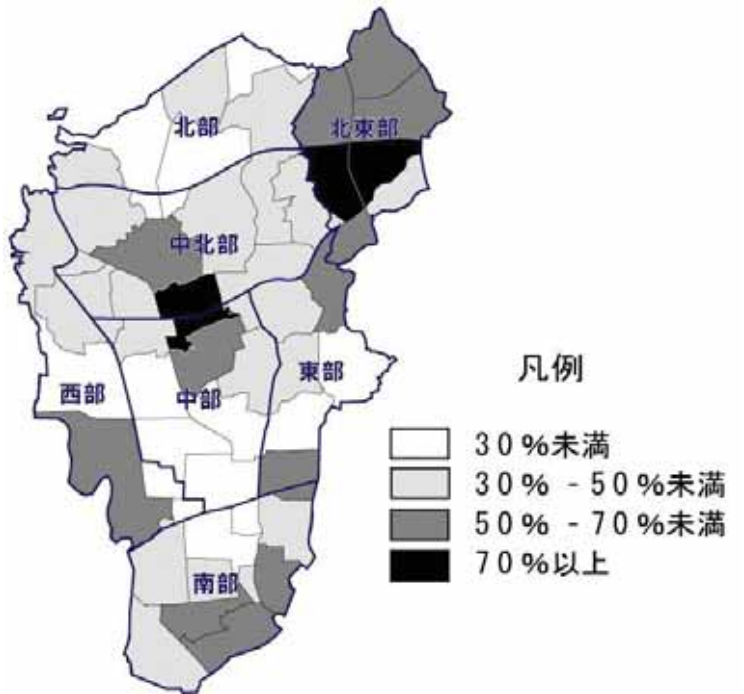 北部
北東部
中北部
西部
中部
東部
南部
凡例
30%未満
30% - 50%未満
50% - 70%未満
70%以上